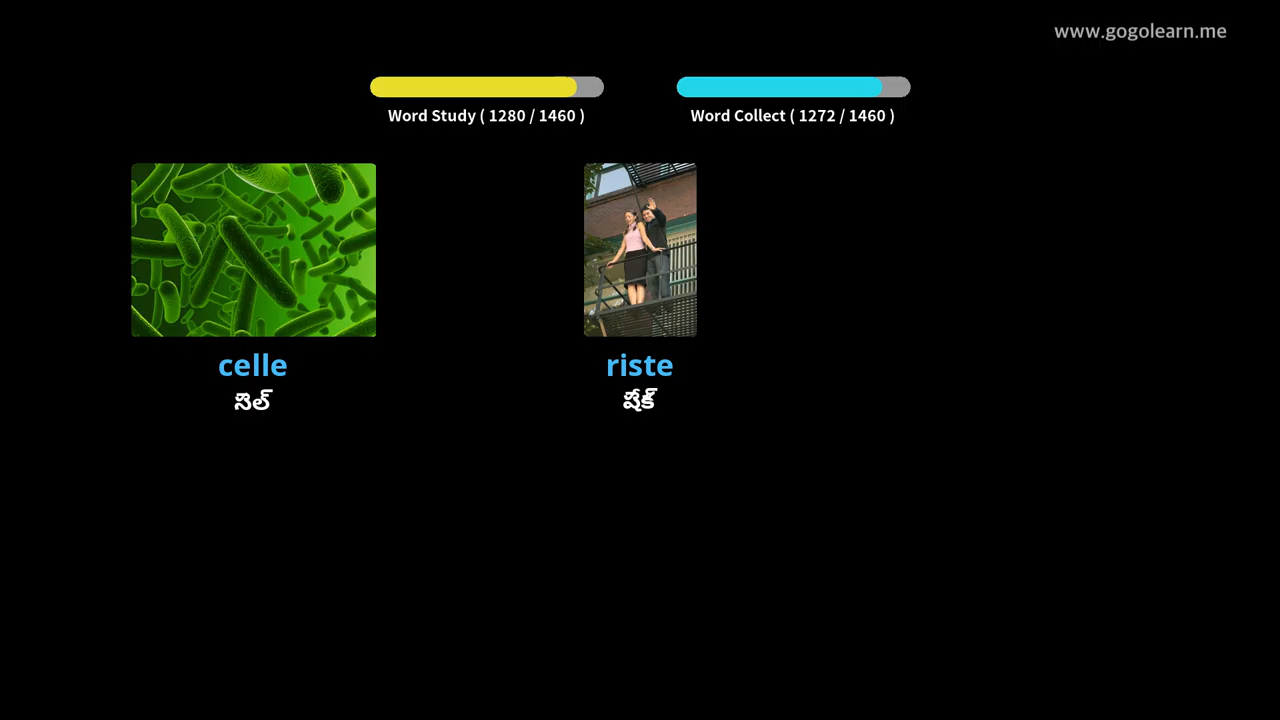 www.gogolearn.me
Word Study ( 1280 / 1460 )
Word Collect ( 1272 / 1460 )
celle
సెల్
riste
షేక్